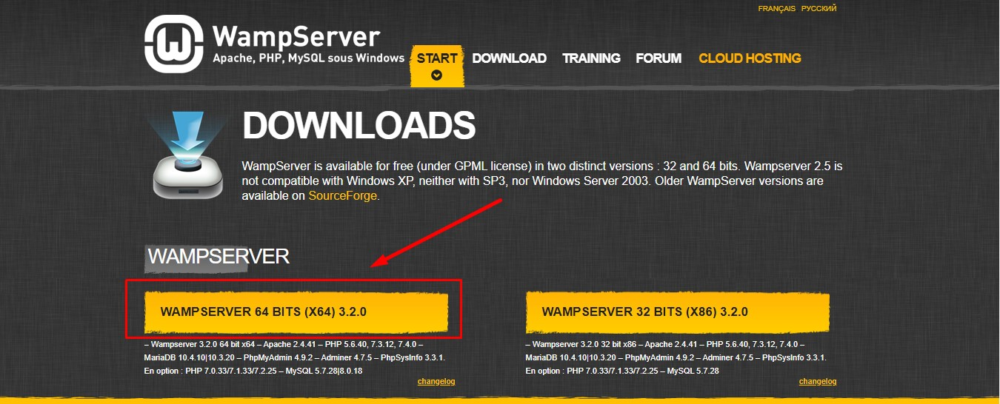 FRANÇAIS РУССКИЙ
WampServer
Apache, PHP, MySQL sous Windows
START DOWNLOAD TRAINING FORUM CLOUD HOSTING
DOWNLOADS
WampServer is available for free (under GPML license) in two distinct versions : 32 and 64 bits. Wampserver 2.5 is
not compatible with Windows XP, neither with SP3, nor Windows Server 2003. Older WampServer versions are
available on SourceForge.
WAMPSERVER
WAMPSERVER 64 BITS (X64) 3.2.0
– Wampserver 3.2.0 64 bit x64 – Apache 2.4.41 – PHP 5.6.40, 7.3.12, 7.4.0 –
MariaDB 10.4.10|10.3.20 – PhpMyAdmin 4.9.2 – Adminer 4.7.5 – PhpSysInfo 3.3.1.
En option : PHP 7.0.33/7.1.33/7.2.25 – MySQL 5.7.28|8.0.18
changelog
WAMPSERVER 32 BITS (X86) 3.2.0
– Wampserver 3.2.0 32 bit x86 – Apache 2.4.41 – PHP 5.6.40, 7.3.12, 7.4.0 –
MariaDB 10.4.10|10.3.20 – PhpMyAdmin 4.9.2 – Adminer 4.7.5 – PhpSysInfo 3.3.1.
En option : PHP 7.0.33/7.1.33/7.2.25 – MySQL 5.7.28
changelog